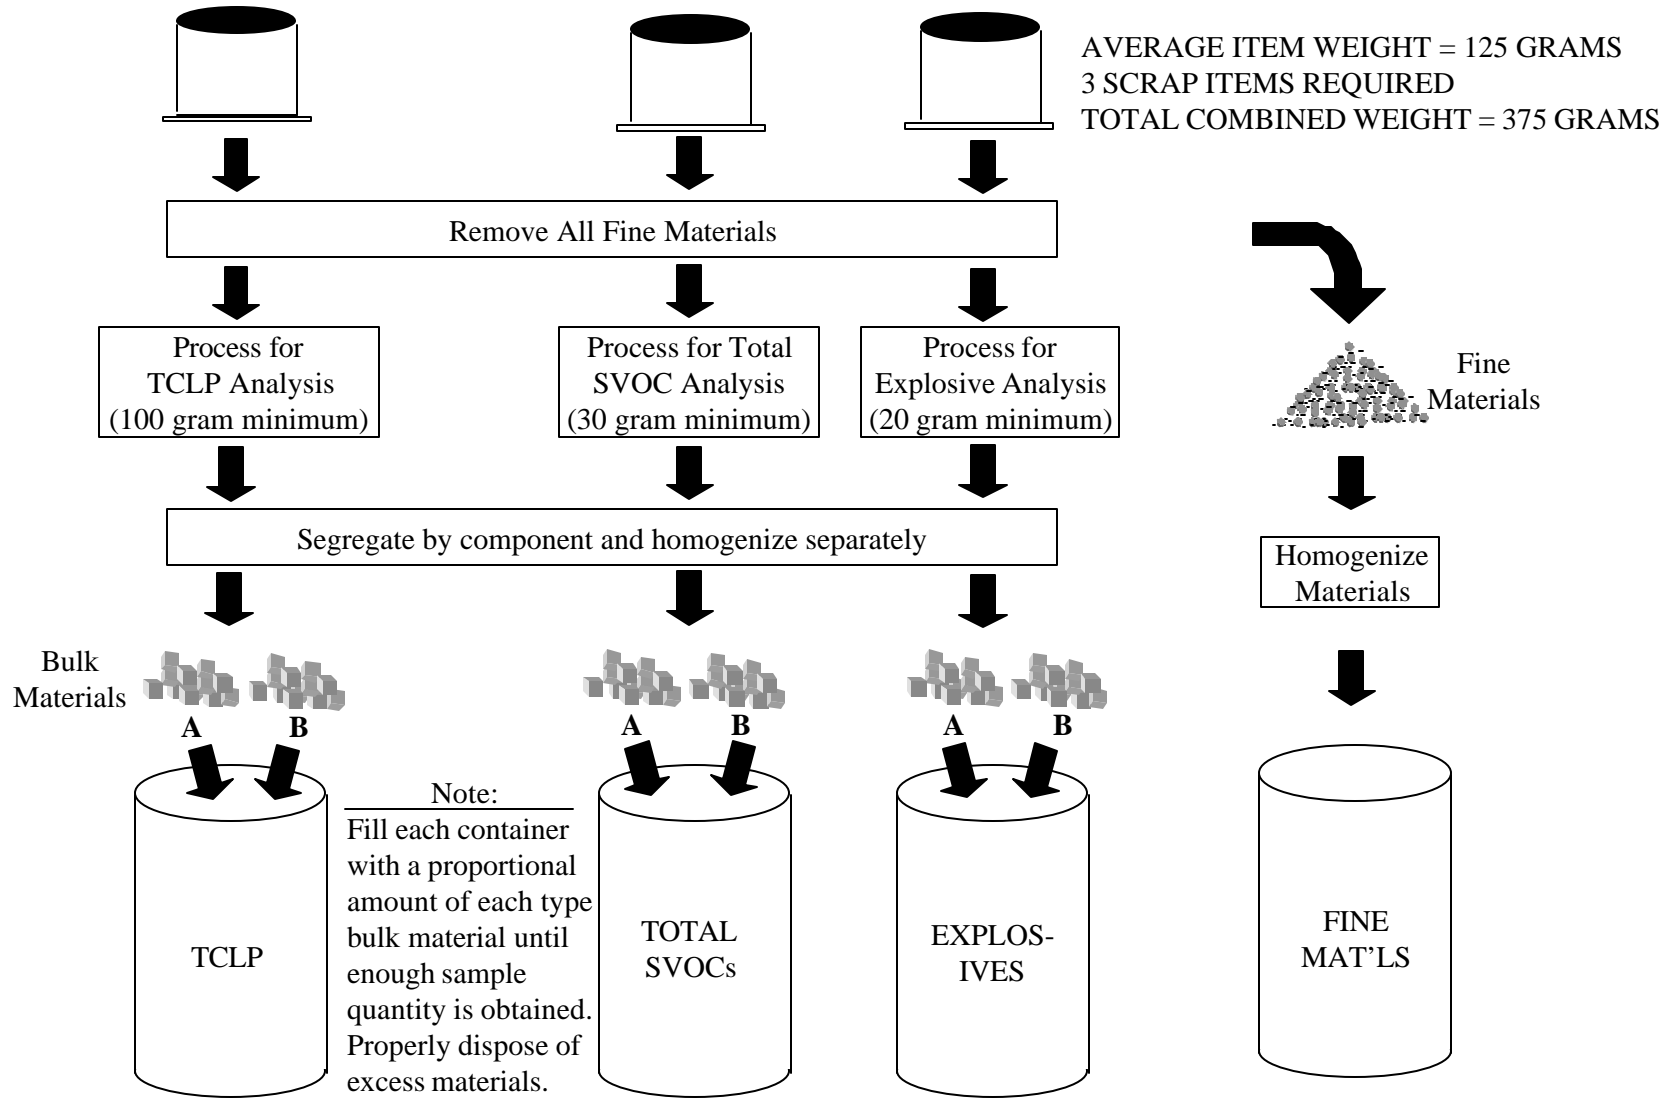 AVERAGE ITEM WEIGHT = 125 GRAMS
3 SCRAP ITEMS REQUIRED
TOTAL COMBINED WEIGHT = 375 GRAMS
Remove All Fine Materials
Process for
TCLP Analysis
(100 gram minimum)
Process for Total
SVOC Analysis
(30 gram minimum)
Process for
Explosive Analysis
(20 gram minimum)
Fine
Materials
Segregate by component and homogenize separately
Homogenize
Materials
Bulk
Materials
A
B
A
B
A
B
Note:
Fill each container
with a proportional
amount of each type
bulk material until
enough sample
quantity is obtained.
Properly dispose of
excess materials.
TCLP
TOTAL
SVOCs
EXPLOS-
IVES
FINE
MAT’LS